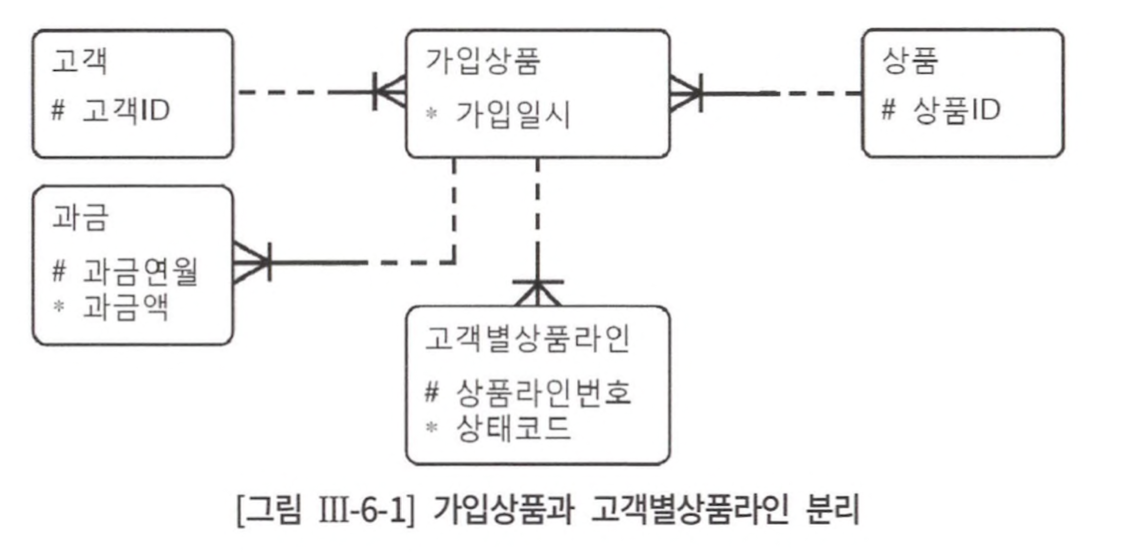 고객
# 고객ID
가입상품
* 가입일시
상품
# 상품ID
과금
# 과금연월
* 과금액
고객별상품라인
# 상품라인번호
* 상태코드
[그림 Ⅲ-6-1] 가입상품과 고객별상품라인 분리